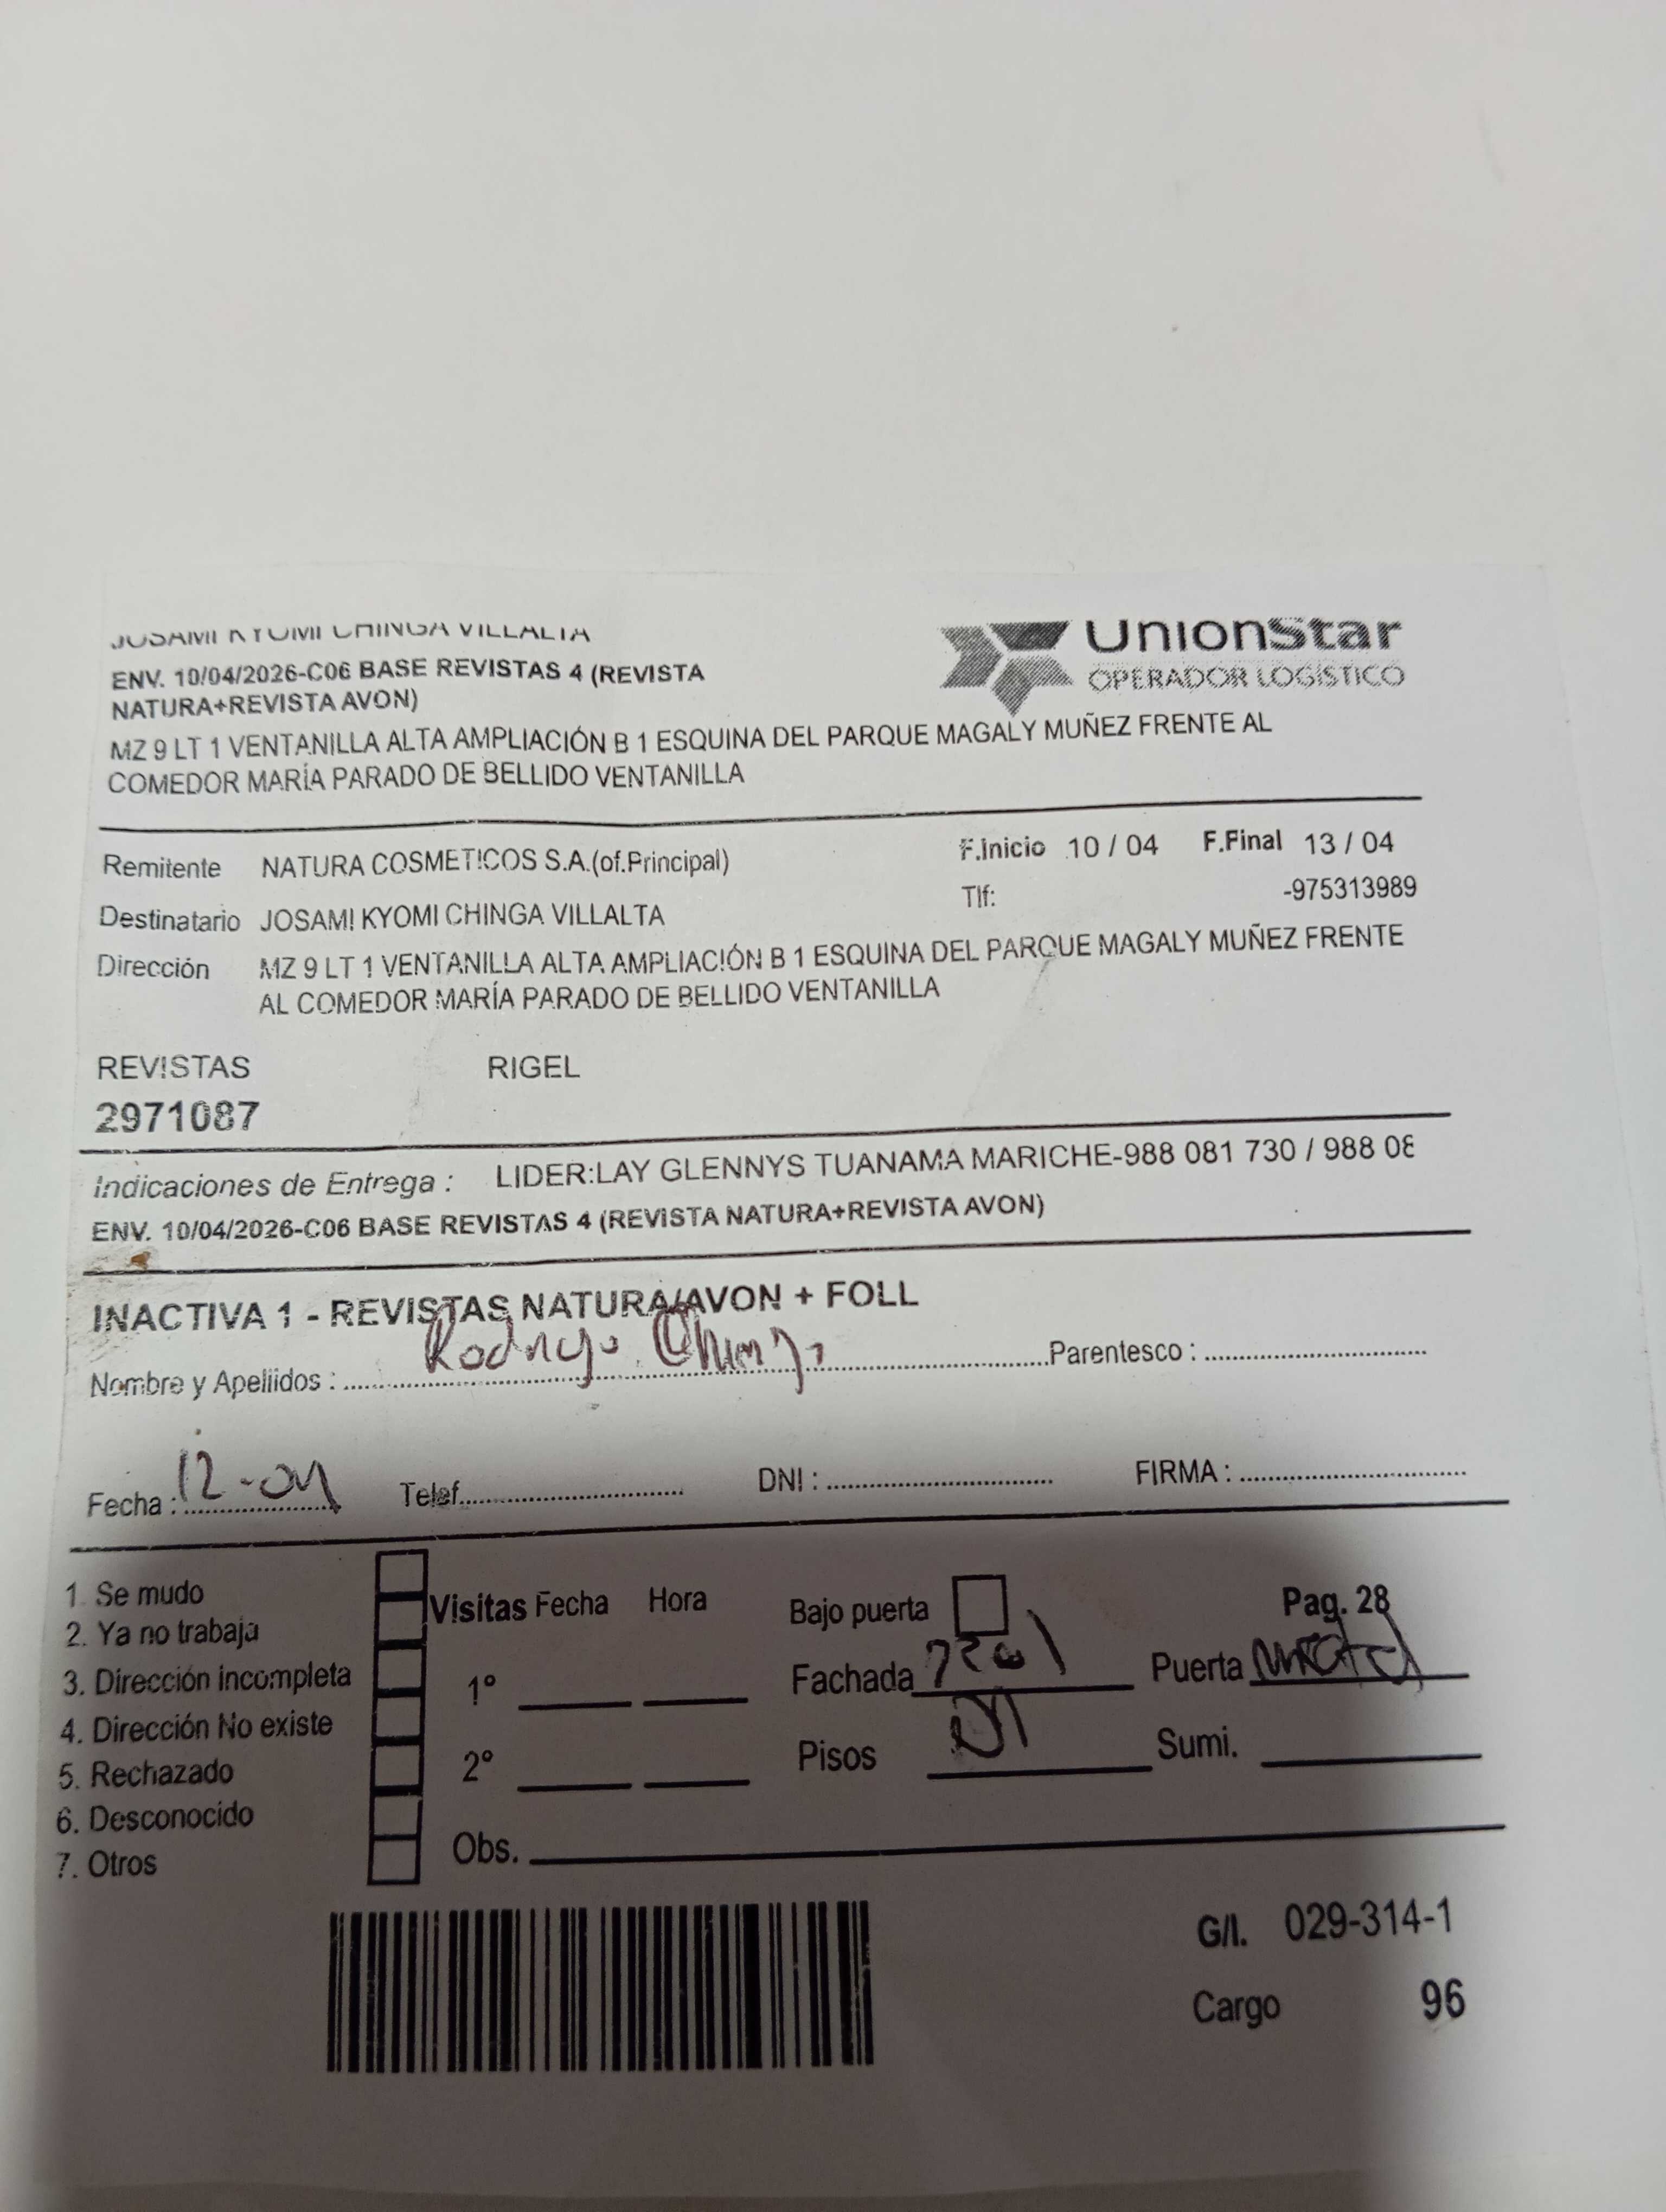 JOSAMI KYOMI CHINGA VILLALTA
UnionStar
OPERADOR LOGÍSTICO
ENV. 10/04/2026-C06 BASE REVISTAS 4 (REVISTA
NATURA+REVISTA AVON)
MZ 9 LT 1 VENTANILLA ALTA AMPLIACIÓN B 1 ESQUINA DEL PARQUE MAGALY MUÑEZ FRENTE AL
COMEDOR MARÍA PARADO DE BELLIDO VENTANILLA
Remitente NATURA COSMETICOS S.A.(of.Principal) F.Inicio 10 / 04 F.Final 13 / 04
Tlf: -975313989
Destinatario JOSAMI KYOMI CHINGA VILLALTA
Dirección MZ 9 LT 1 VENTANILLA ALTA AMPLIACIÓN B 1 ESQUINA DEL PARQUE MAGALY MUÑEZ FRENTE
AL COMEDOR MARÍA PARADO DE BELLIDO VENTANILLA
REVISTAS RIGEL
2971087
Indicaciones de Entrega : LIDER:LAY GLENNYS TUANAMA MARICHE-988 081 730 / 988 08
ENV. 10/04/2026-C06 BASE REVISTAS 4 (REVISTA NATURA+REVISTA AVON)
INACTIVA 1 - REVISTAS NATURA/AVON + FOLL
Nombre y Apellidos : Rodrigo Parentesco :
Fecha : 12-04 Telef. DNI : FIRMA :
1. Se mudo
2. Ya no trabaja
3. Dirección incompleta
4. Dirección No existe
5. Rechazado
6. Desconocido
7. Otros
Visitas Fecha Hora
1°
2°
Obs.
Bajo puerta Pag. 28
Fachada Puerta
Pisos Sumi.
G/I. 029-314-1
Cargo 96